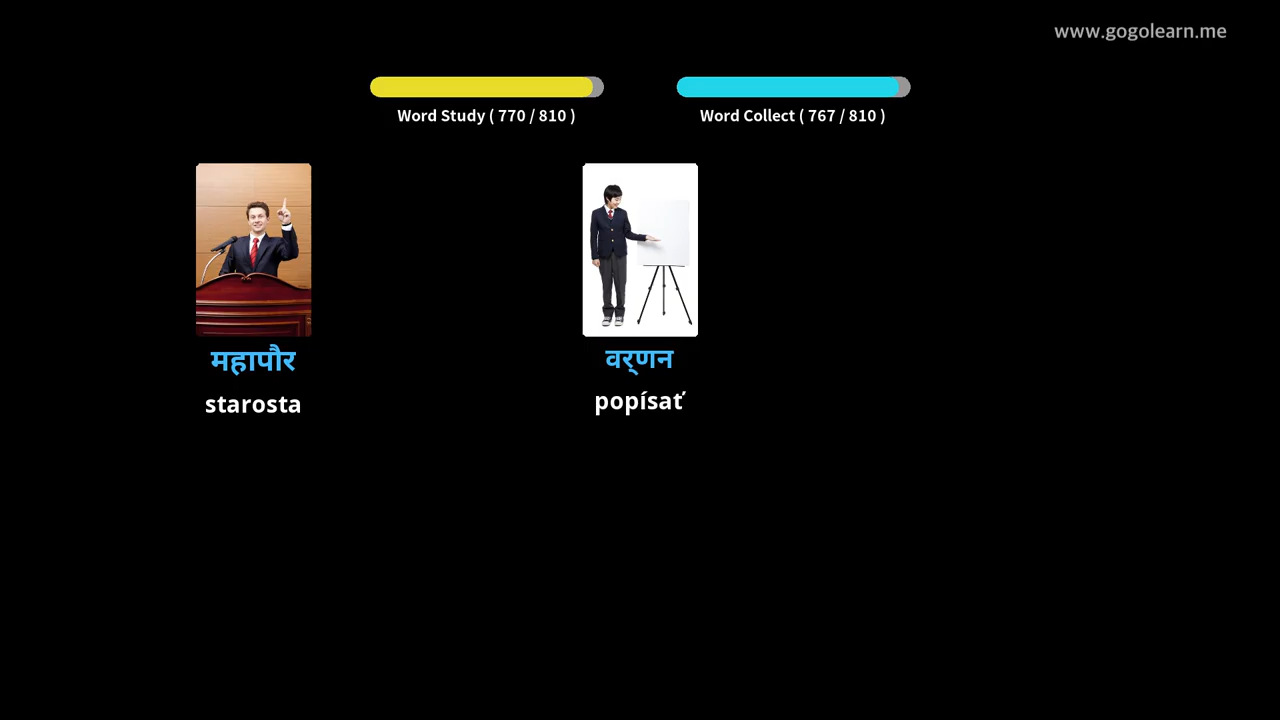 www.gogolearn.me
Word Study ( 770 / 810 )
Word Collect ( 767 / 810 )
महापौर
starosta
वर्‌णन
popísať